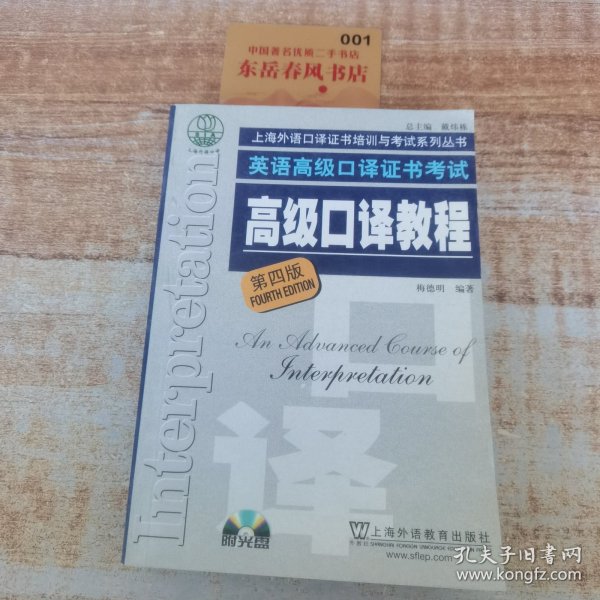 001
中国著名优质二手书店
东岳春风书店
总主编 戴炜栋
上海外语口译证书培训与考试系列丛书
英语高级口译证书考试
高级口译教程
第四版
FOURTH EDITION
梅德明 编著
An Advanced Course of
Interpretation
Interpretation
口
译
附光盘
上海外语教育出版社
外教社
www.sflep.com
孔夫子旧书网
www.kongfz.com